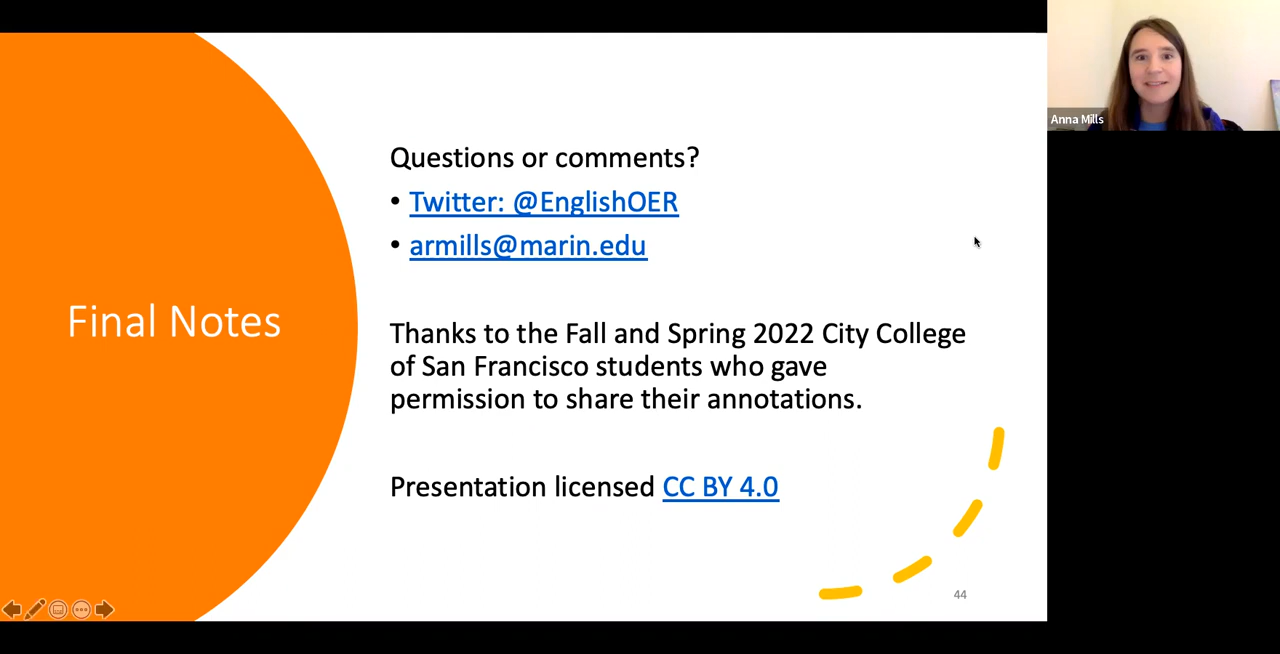 Anna Mills
Questions or comments?
• Twitter: @EnglishOER
• armills@marin.edu
Final Notes
Thanks to the Fall and Spring 2022 City College
of San Francisco students who gave
permission to share their annotations.
Presentation licensed CC BY 4.0
44